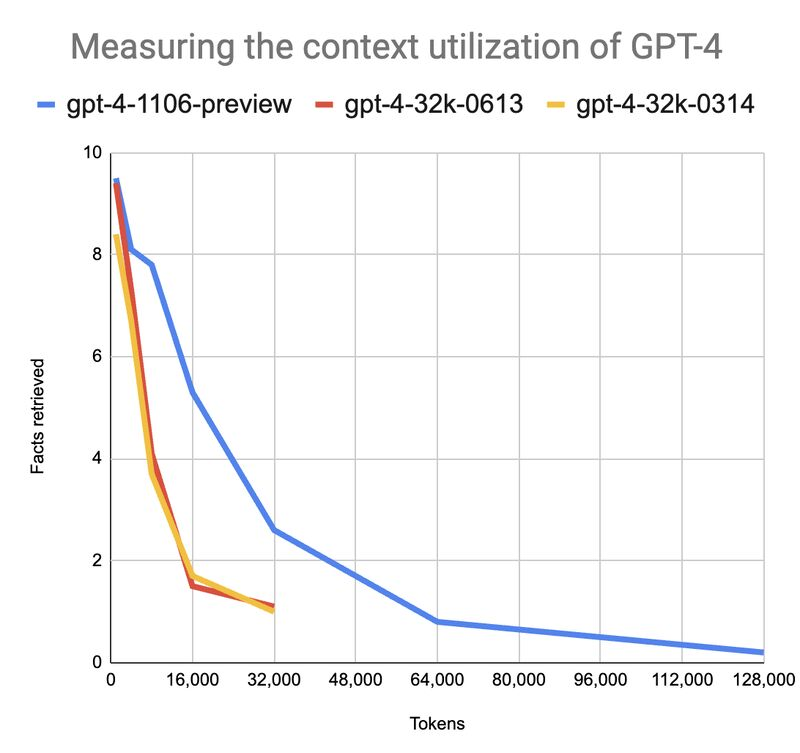 Measuring the context utilization of GPT-4
gpt-4-1106-preview gpt-4-32k-0613 gpt-4-32k-0314
10
8
6
4
2
0
Facts retrieved
0 16,000 32,000 48,000 64,000 80,000 96,000 112,000 128,000
Tokens